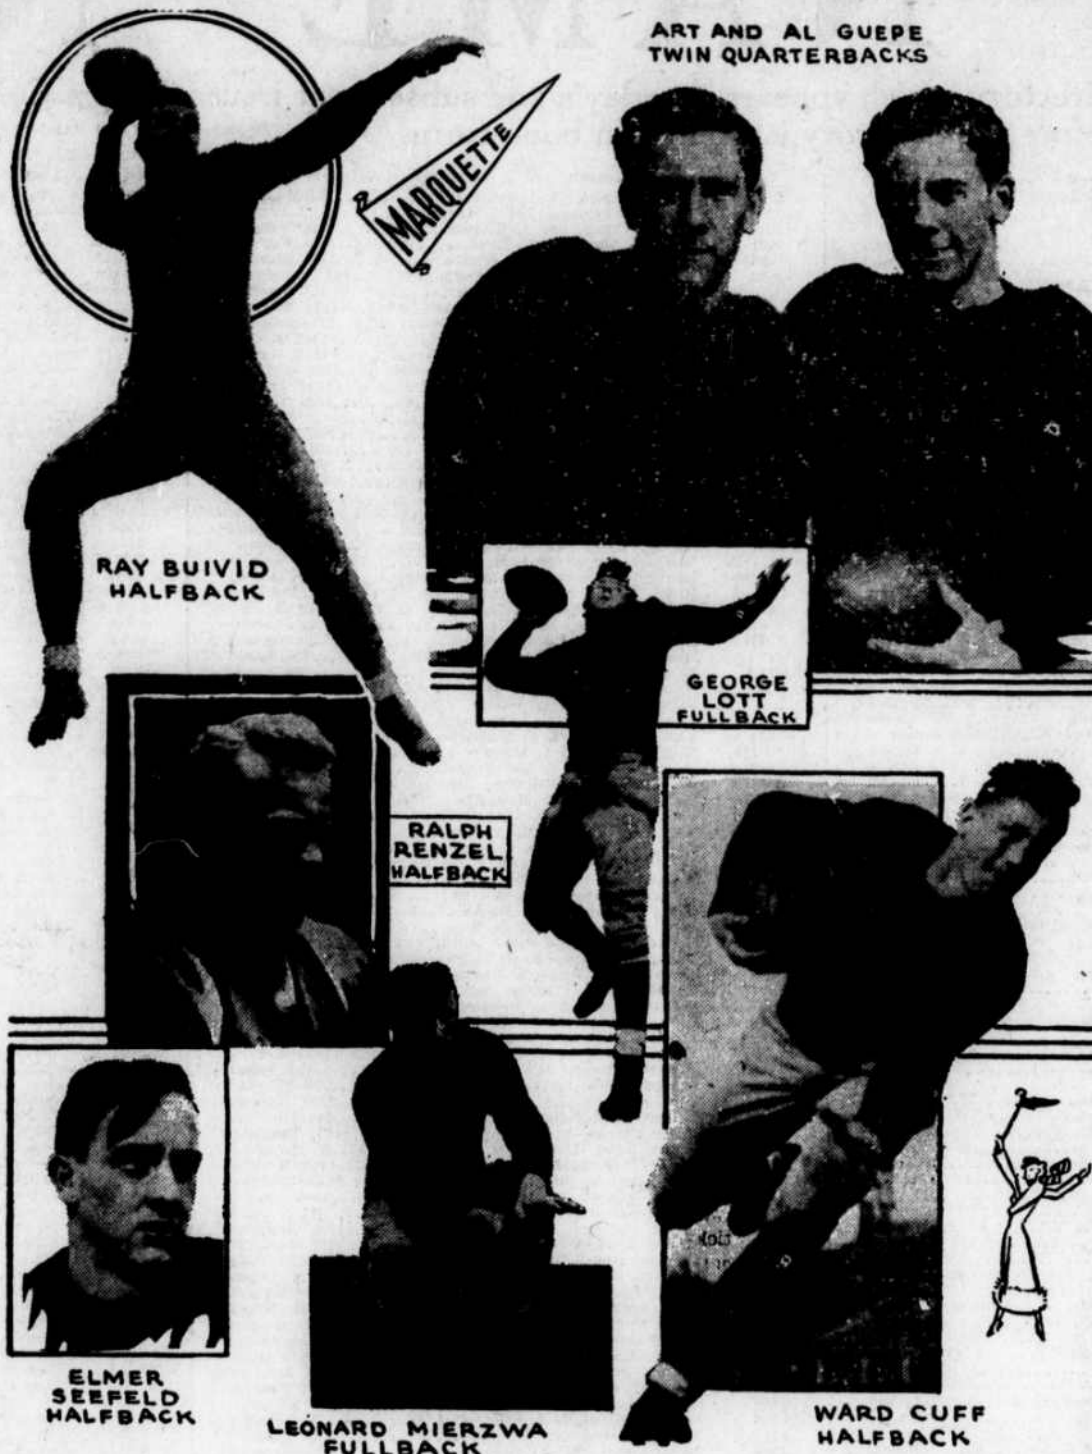 ART AND AL GUEPE
TWIN QUARTERBACKS
MARQUETTE
RAY BUIVID
HALFBACK
GEORGE
LOTT
FULLBACK
RALPH
RENZEL
HALFBACK
ELMER
SEEFELD
HALFBACK
LEONARD MIERZWA
FULLBACK
WARD CUFF
HALFBACK